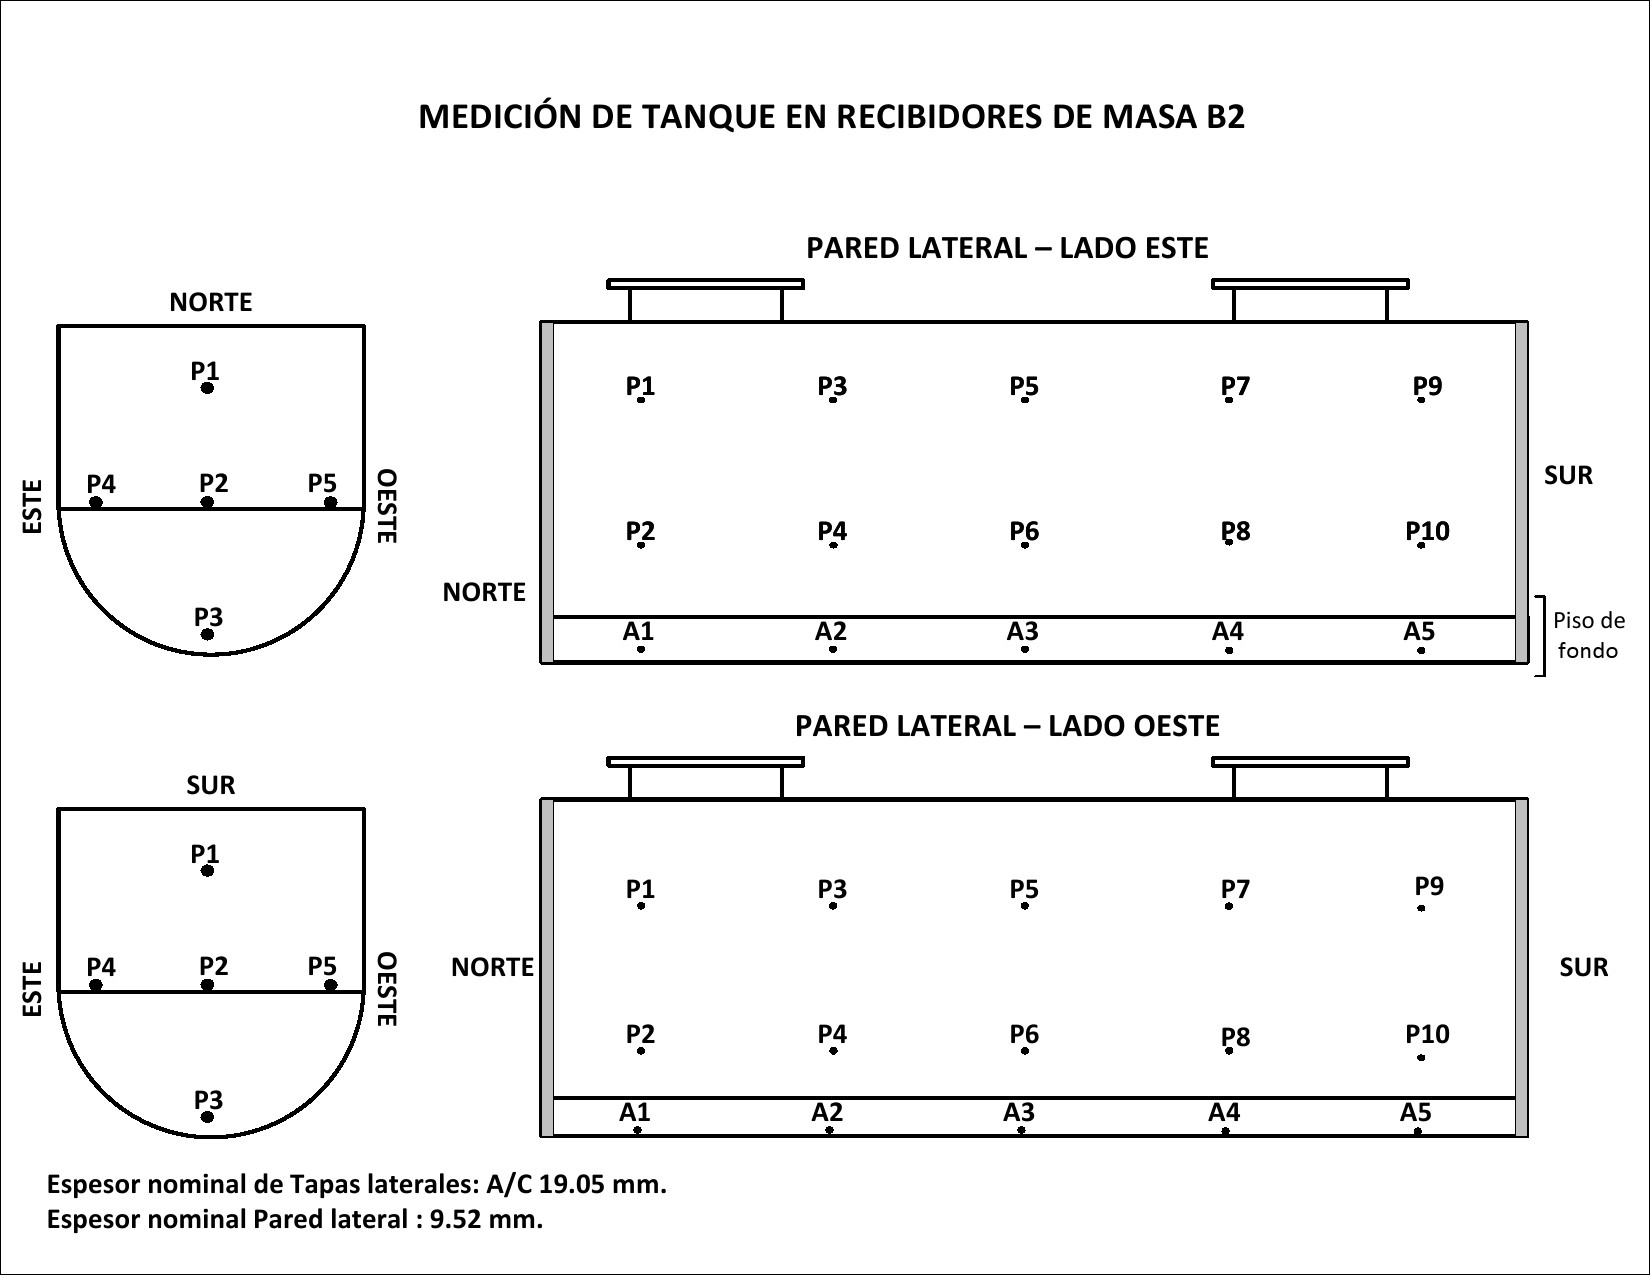 MEDICIÓN DE TANQUE EN RECIBIDORES DE MASA B2
NORTE
P1
P4 P2 P5
P3
ESTE
OESTE
PARED LATERAL – LADO ESTE
P1 P3 P5 P7 P9
P2 P4 P6 P8 P10
A1 A2 A3 A4 A5
NORTE
SUR
Piso de
fondo
SUR
P1
P4 P2 P5
P3
ESTE
OESTE
PARED LATERAL – LADO OESTE
P1 P3 P5 P7 P9
NORTE
SUR
P2 P4 P6 P8 P10
A1 A2 A3 A4 A5
Espesor nominal de Tapas laterales: A/C 19.05 mm.
Espesor nominal Pared lateral : 9.52 mm.